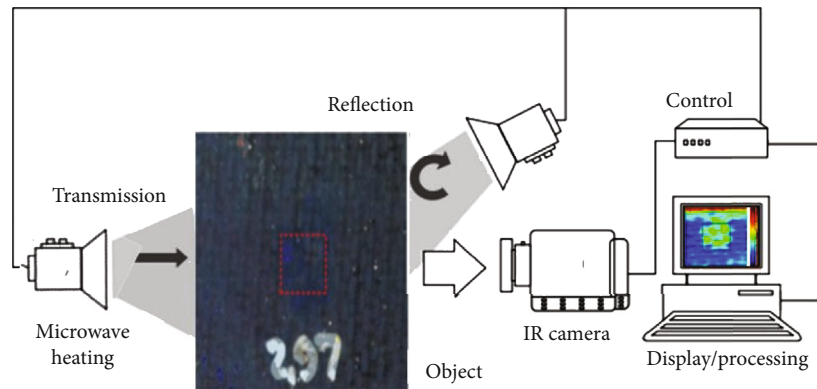 Reflection
Control
Transmission
Microwave
heating
297
Object
IR camera
Display/processing